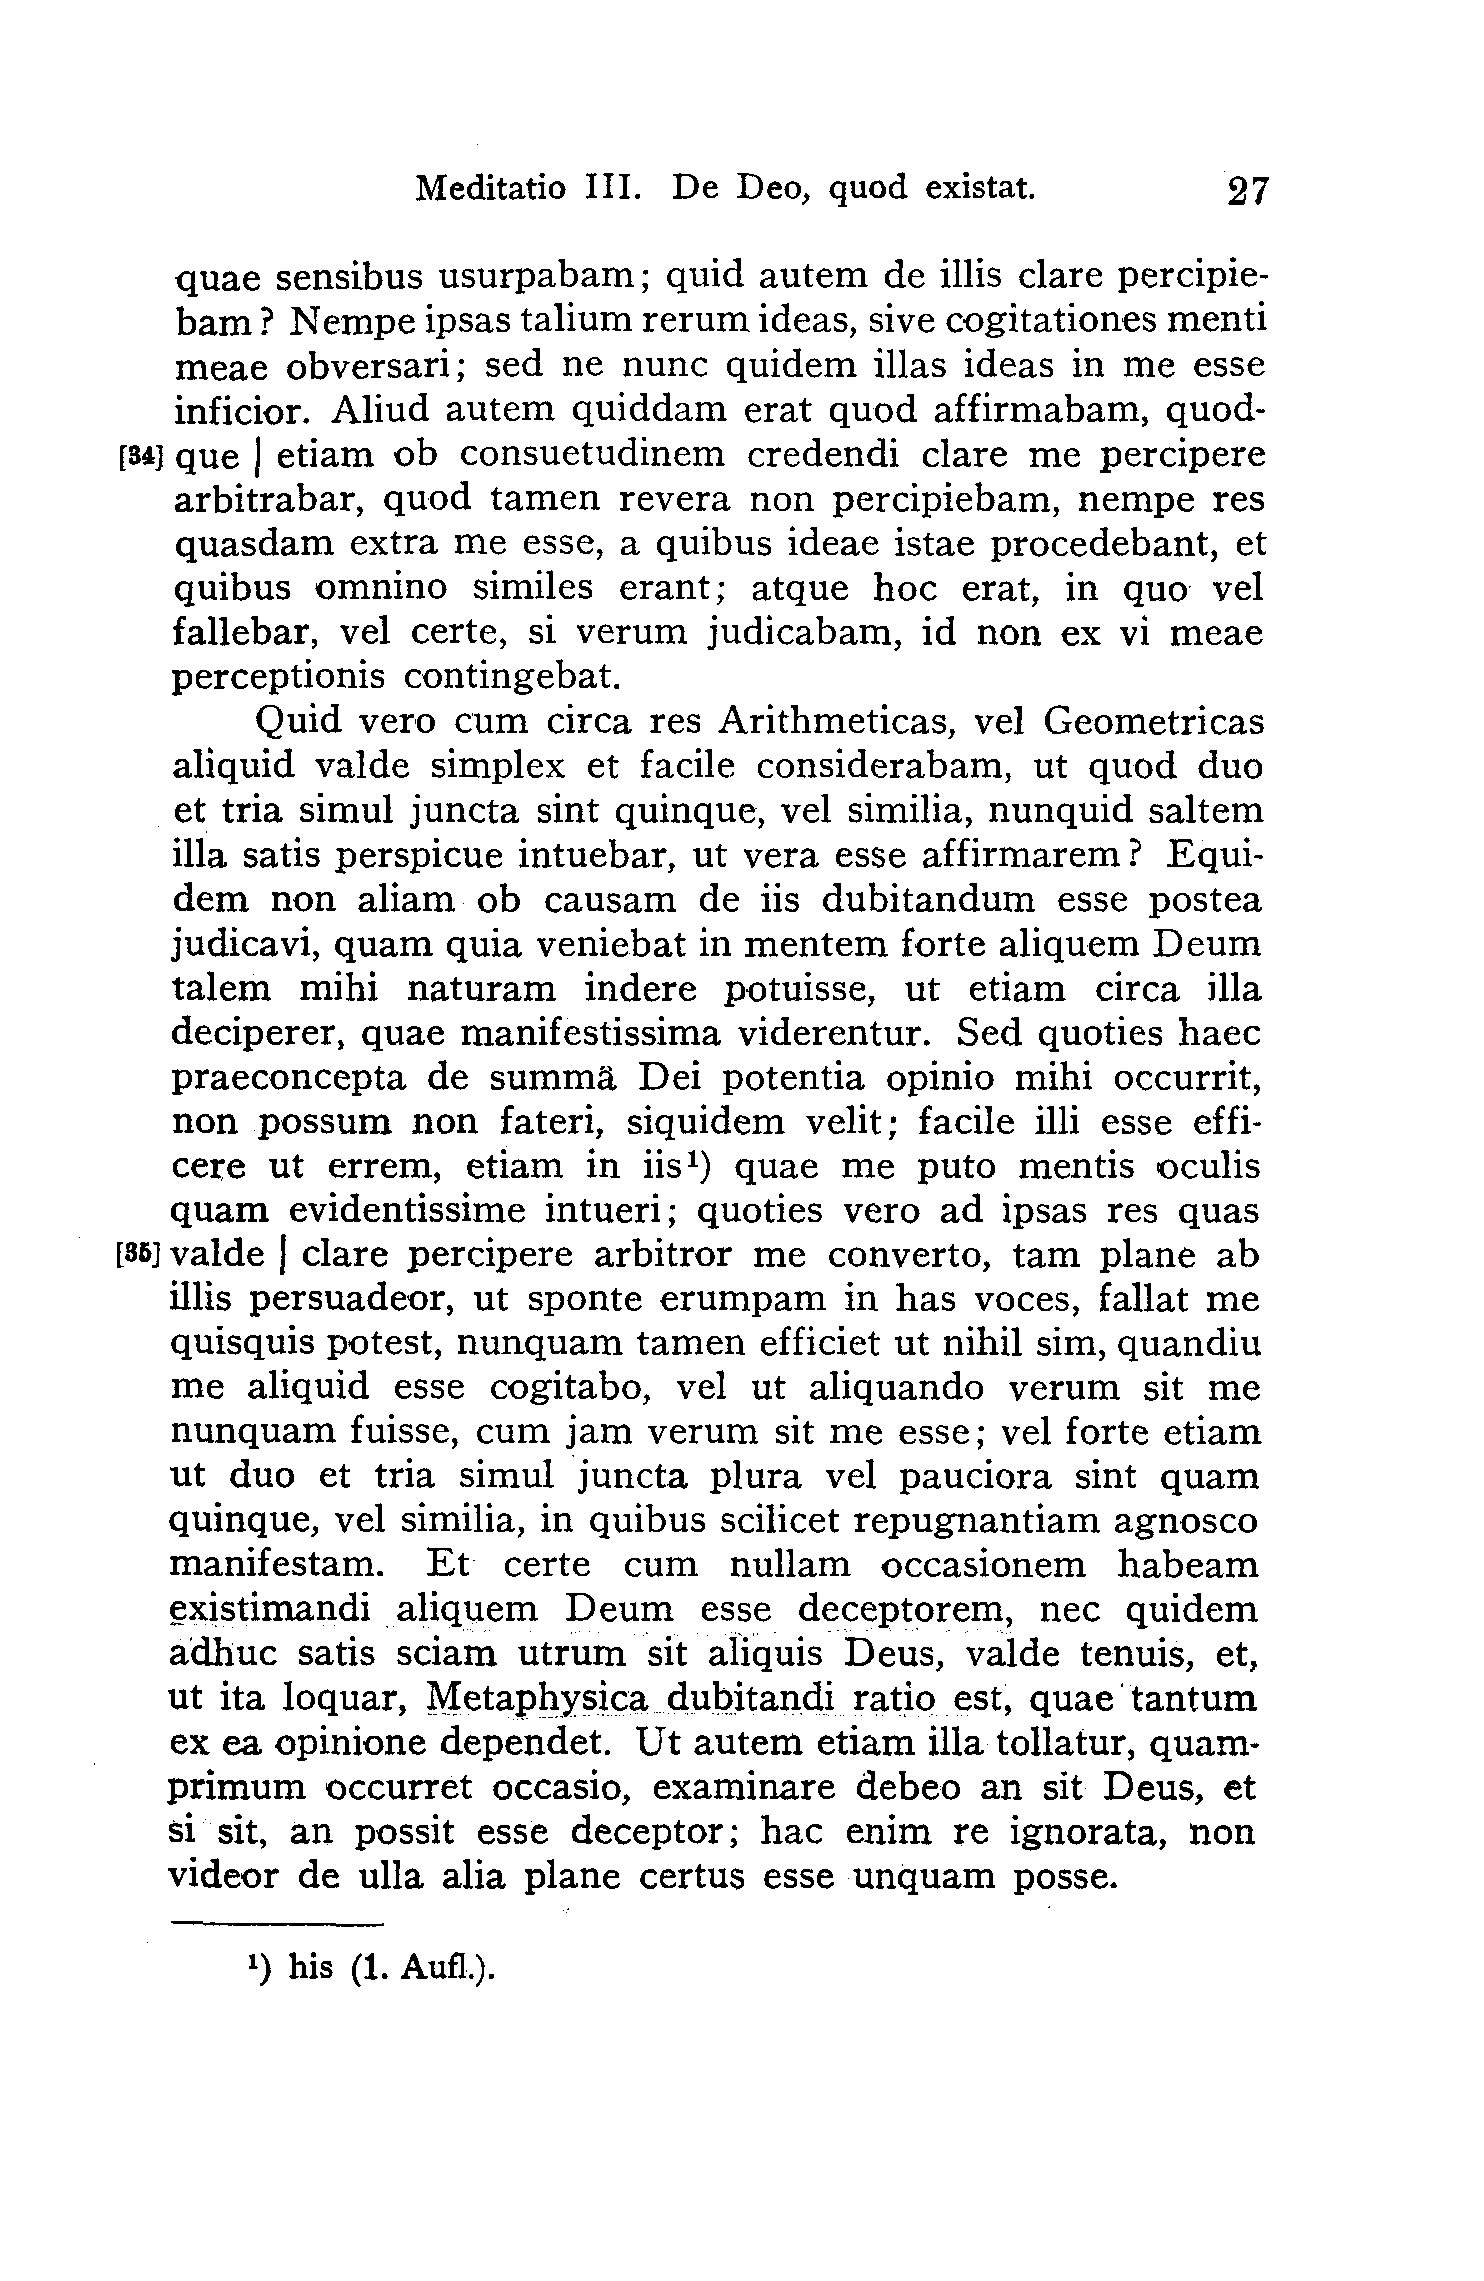 Meditatio III. De Deo, quod existat. 27
quae sensibus usurpabam; quid autem de illis clare percipie-
bam? Nempe ipsas talium rerum ideas, sive cogitationes menti
meae obversari; sed ne nunc quidem illas ideas in me esse
inficior. Aliud autem quiddam erat quod affirmabam, quod-
[34] que | etiam ob consuetudinem credendi clare me percipere
arbitrabar, quod tamen revera non percipiebam, nempe res
quasdam extra me esse, a quibus ideae istae procedebant, et
quibus omnino similes erant; atque hoc erat, in quo vel
fallebar, vel certe, si verum judicabam, id non ex vi meae
perceptionis contingebat.
Quid vero cum circa res Arithmeticas, vel Geometricas
aliquid valde simplex et facile considerabam, ut quod duo
et tria simul juncta sint quinque, vel similia, nunquid saltem
illa satis perspicue intuebar, ut vera esse affirmarem? Equi-
dem non aliam ob causam de iis dubitandum esse postea
judicavi, quam quia veniebat in mentem forte aliquem Deum
talem mihi naturam indere potuisse, ut etiam circa illa
deciperer, quae manifestissima viderentur. Sed quoties haec
praeconcepta de summâ Dei potentia opinio mihi occurrit,
non possum non fateri, siquidem velit; facile illi esse effi-
cere ut errem, etiam in iis¹) quae me puto mentis oculis
quam evidentissime intueri; quoties vero ad ipsas res quas
[35] valde | clare percipere arbitror me converto, tam plane ab
illis persuadeor, ut sponte erumpam in has voces, fallat me
quisquis potest, nunquam tamen efficiet ut nihil sim, quandiu
me aliquid esse cogitabo, vel ut aliquando verum sit me
nunquam fuisse, cum jam verum sit me esse; vel forte etiam
ut duo et tria simul juncta plura vel pauciora sint quam
quinque, vel similia, in quibus scilicet repugnantiam agnosco
manifestam. Et certe cum nullam occasionem habeam
existimandi aliquem Deum esse deceptorem, nec quidem
adhuc satis sciam utrum sit aliquis Deus, valde tenuis, et,
ut ita loquar, Metaphysica dubitandi ratio est, quae tantum
ex ea opinione dependet. Ut autem etiam illa tollatur, quam-
primum occurret occasio, examinare debeo an sit Deus, et
si sit, an possit esse deceptor; hac enim re ignorata, non
videor de ulla alia plane certus esse unquam posse.
¹) his (1. Aufl.).